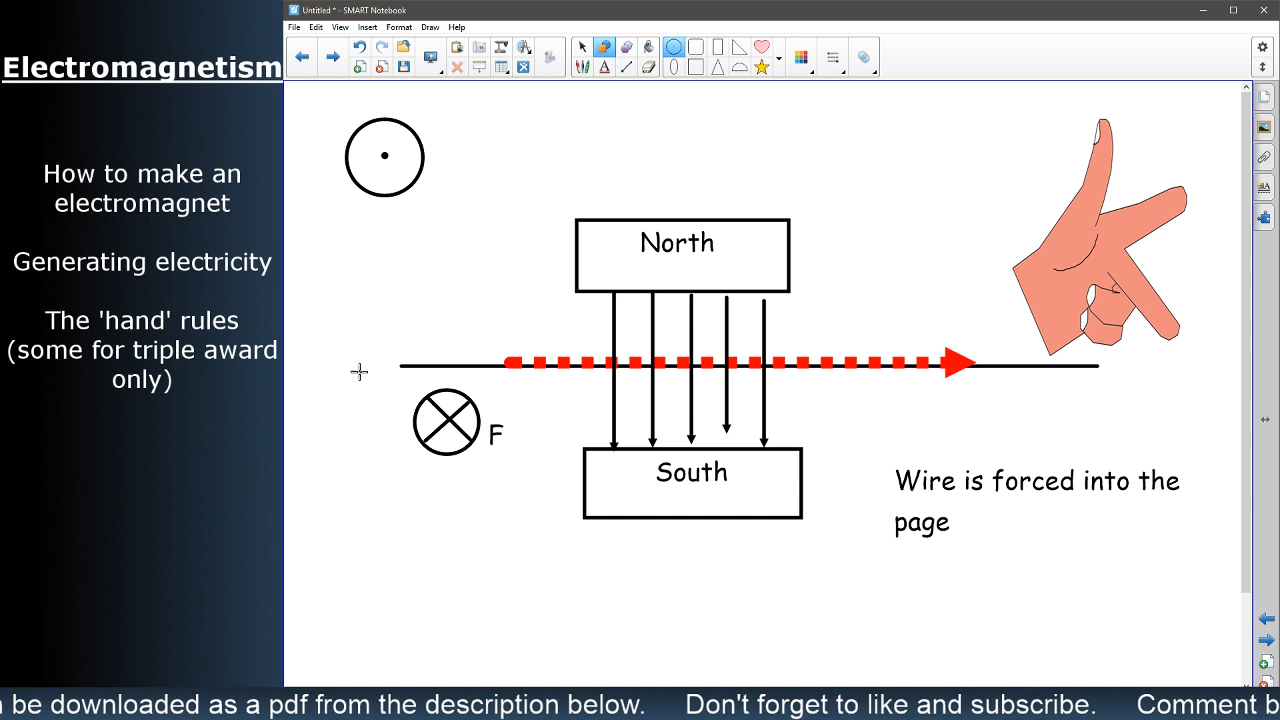 Untitled * - SMART Notebook
File Edit View Insert Format Draw Help
Electromagnetism
How to make an
electromagnet
Generating electricity
The 'hand' rules
(some for triple award
only)
North
South
F
Wire is forced into the
page
n be downloaded as a pdf from the description below. Don't forget to like and subscribe. Comment b